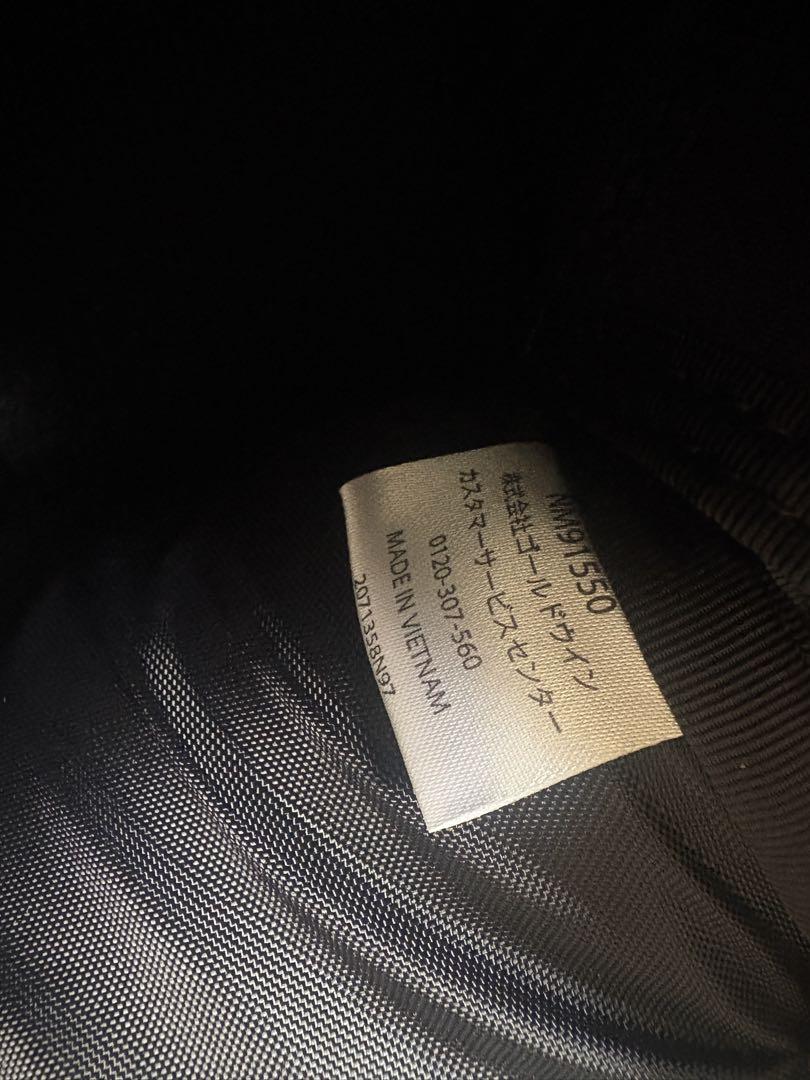 NM91550
株式会社ゴールドウイン
カスタマーサービスセンター
0120-307-560
MADE IN VIETNAM
2071358N97